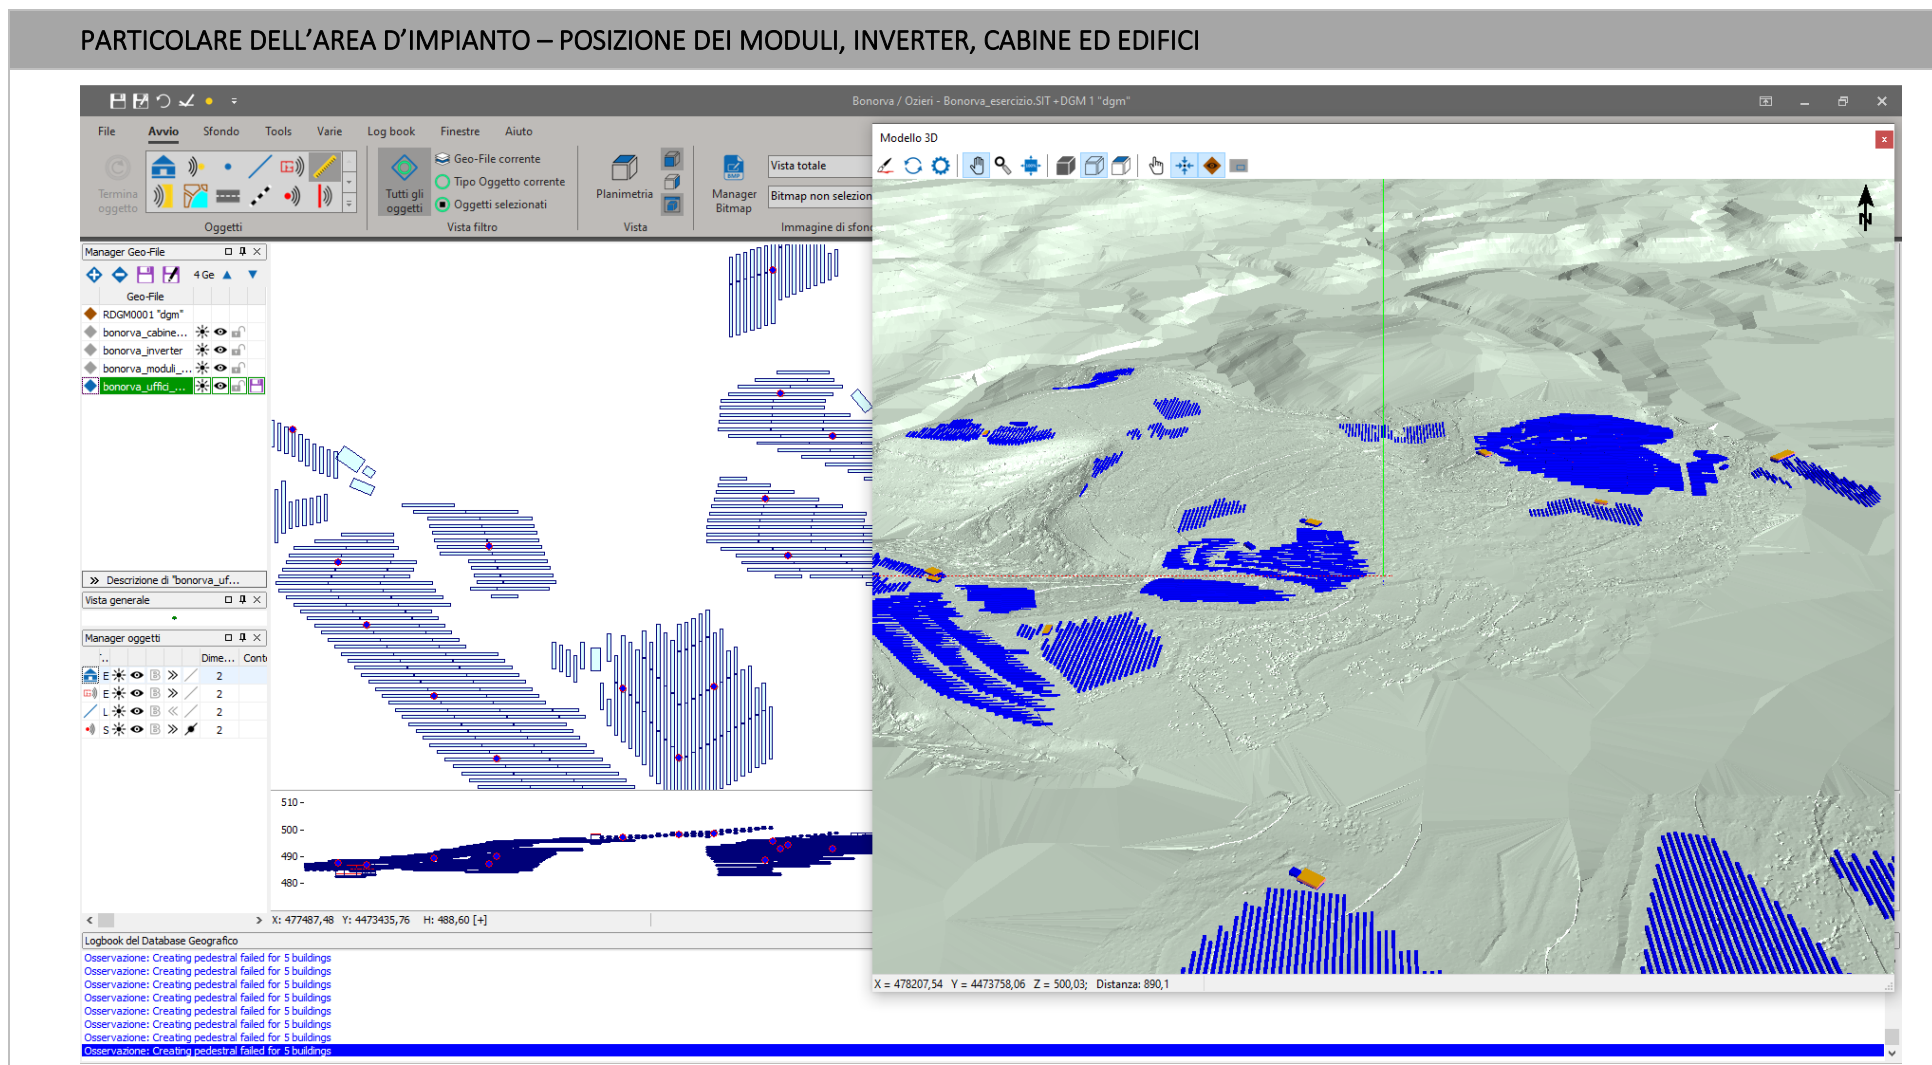 PARTICOLARE DELL'AREA D'IMPIANTO – POSIZIONE DEI MODULI, INVERTER, CABINE ED EDIFICI
Bonorva / Ozieri - Bonorva_esercizio.SIT +DGM 1 "dgm"
File Avvio Sfondo Tools Varie Log book Finestre Aiuto
Termina oggetto
Oggetti
Tutti gli oggetti
Geo-File corrente
Tipo Oggetto corrente
Oggetti selezionati
Vista filtro
Planimetria
Vista
Manager Bitmap
BMP
Vista totale
Bitmap non selezion
Immagine di sfond
Modello 3D
N
Manager Geo-File
4 Ge
Geo-File
RDGM0001 "dgm"
bonorva_cabine...
bonorva_inverter
bonorva_moduli_...
bonorva_uffici_...
>> Descrizione di "bonorva_uf...
Vista generale
Manager oggetti
Dime... Conto
E B 2
E B 2
L B 2
S B 2
510
500
490
480
X: 477487,48 Y: 4473435,76 H: 488,60 [+]
X = 478207,54 Y = 4473758,06 Z = 500,03; Distanza: 890,1
Logbook del Database Geografico
Osservazione: Creating pedestral failed for 5 buildings
Osservazione: Creating pedestral failed for 5 buildings
Osservazione: Creating pedestral failed for 5 buildings
Osservazione: Creating pedestral failed for 5 buildings
Osservazione: Creating pedestral failed for 5 buildings
Osservazione: Creating pedestral failed for 5 buildings
Osservazione: Creating pedestral failed for 5 buildings
Osservazione: Creating pedestral failed for 5 buildings